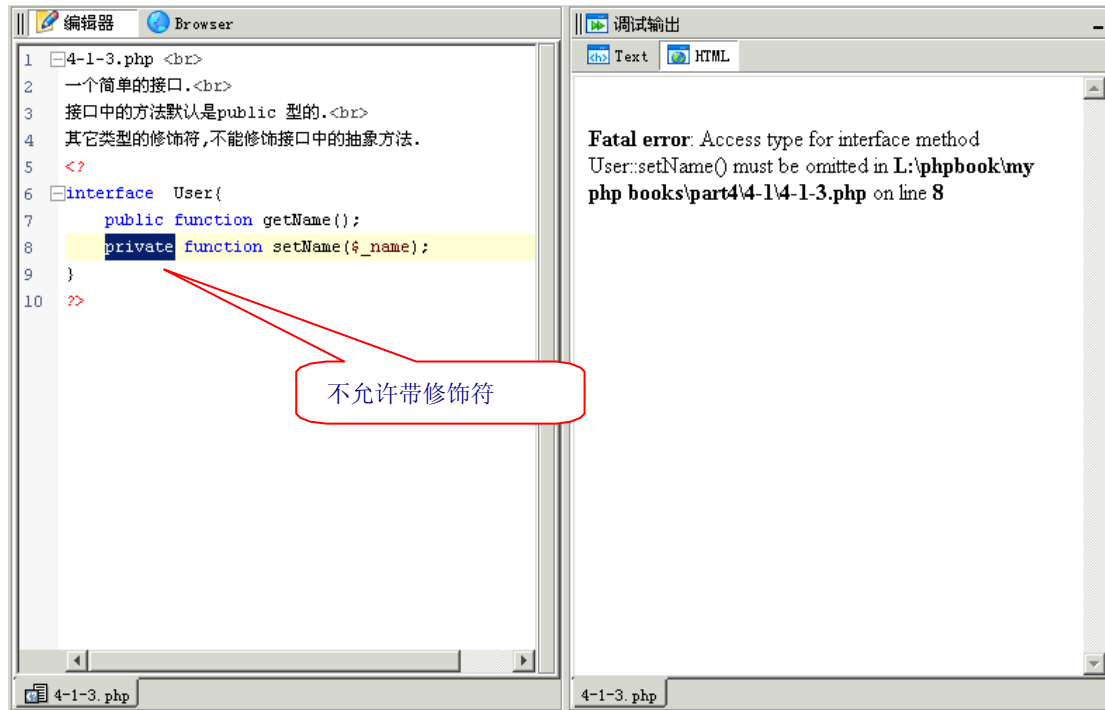 编辑器 Browser
1 4-1-3.php <br>
2 一个简单的接口.<br>
3 接口中的方法默认是public 型的.<br>
4 其它类型的修饰符,不能修饰接口中的抽象方法.
5 <?
6 interface User{
7 public function getName();
8 private function setName($_name);
9 }
10 ?>
不允许带修饰符
4-1-3.php
调试输出
<h> Text HTML
Fatal error: Access type for interface method
User::setName() must be omitted in L:\phpbook\my
php books\part4\4-1\4-1-3.php on line 8
4-1-3.php